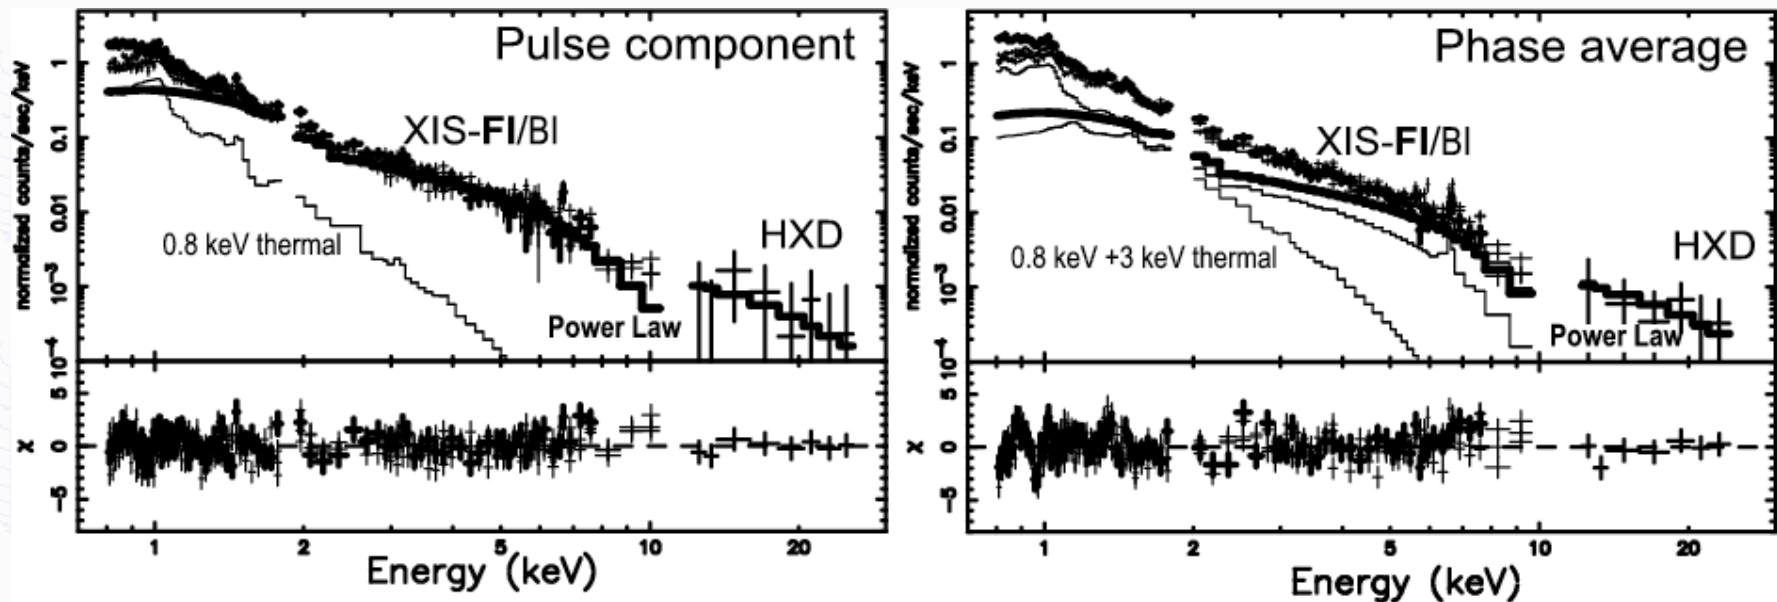 Pulse component
XIS-FI/BI
HXD
0.8 keV thermal
Power Law
normalized counts/sec/keV
1
0.1
0.01
10⁻³
10⁻⁴
χ
5
0
−5
1 2 5 10 20
Energy (keV)
Phase average
XIS-FI/BI
HXD
0.8 keV +3 keV thermal
Power Law
normalized counts/sec/keV
1
0.1
0.01
10⁻³
10⁻⁴
χ
5
0
−5
1 2 5 10 20
Energy (keV)